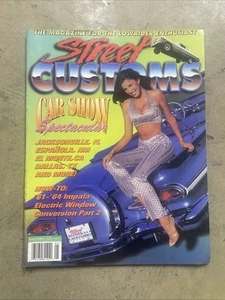 THE MAGAZINE FOR THE LOWRIDER ENTHUSIAST
Street
CUSTOMS
CAR SHOW
Spectacular
JACKSONVILLE, FL
ESPAÑOLA, NM
EL MONTE, CA
DALLAS, TX
AND MORE!
HOW-TO:
'61-'64 Impala
Electric Window
Conversion Part 2